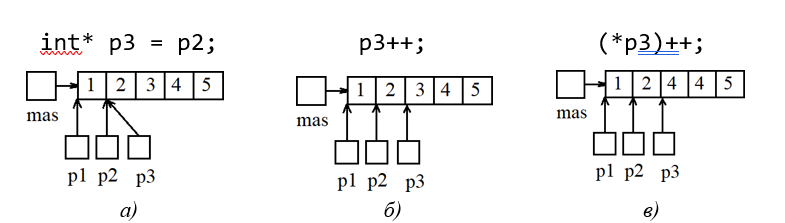 int* p3 = p2;
1 2 3 4 5
mas
p1 p2 p3
а)
p3++;
1 2 3 4 5
mas
p1 p2 p3
б)
(*p3)++;
1 2 4 4 5
mas
p1 p2 p3
в)